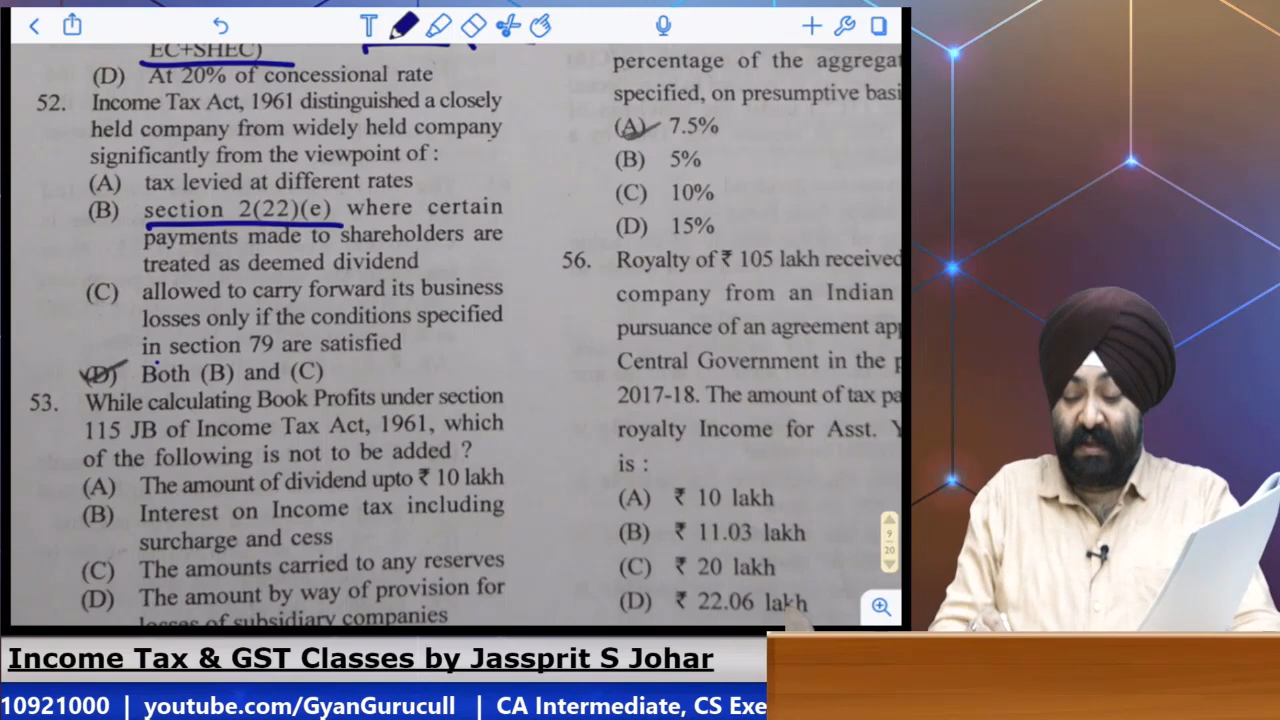 EC+SHEC)
(D) At 20% of concessional rate
52. Income Tax Act, 1961 distinguished a closely
held company from widely held company
significantly from the viewpoint of :
(A) tax levied at different rates
(B) section 2(22)(e) where certain
payments made to shareholders are
treated as deemed dividend
(C) allowed to carry forward its business
losses only if the conditions specified
in section 79 are satisfied
(D) Both (B) and (C)
53. While calculating Book Profits under section
115 JB of Income Tax Act, 1961, which
of the following is not to be added ?
(A) The amount of dividend upto ₹ 10 lakh
(B) Interest on Income tax including
surcharge and cess
(C) The amounts carried to any reserves
(D) The amount by way of provision for
losses of subsidiary companies
percentage of the aggregat
specified, on presumptive basi
(A) 7.5%
(B) 5%
(C) 10%
(D) 15%
56. Royalty of ₹ 105 lakh received
company from an Indian
pursuance of an agreement app
Central Government in the p
2017-18. The amount of tax pa
royalty Income for Asst. Y
is :
(A) ₹ 10 lakh
(B) ₹ 11.03 lakh
(C) ₹ 20 lakh
(D) ₹ 22.06 lakh
9
20
Income Tax & GST Classes by Jassprit S Johar
10921000 | youtube.com/GyanGurucull | CA Intermediate, CS Exe